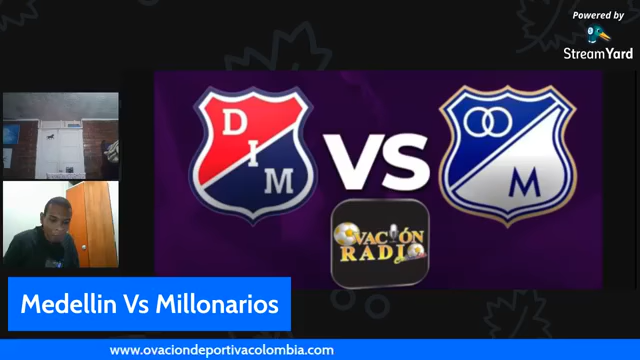 Powered by
StreamYard
D
I
M
VS
M
OVACIÓN
RADIO
Medellin Vs Millonarios
www.ovaciondeportivacolombia.com